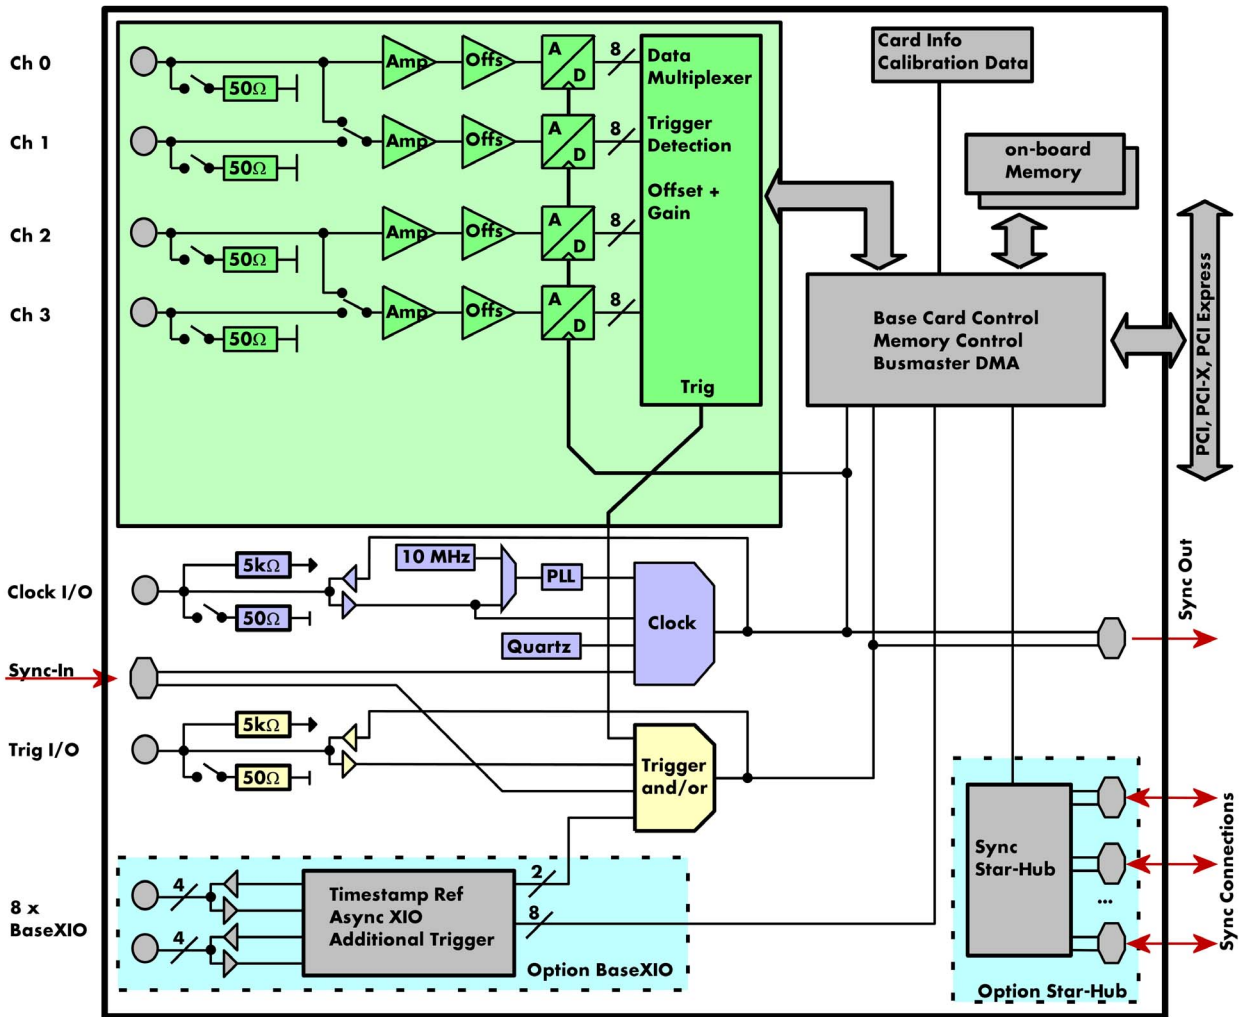 Ch 0
50Ω
Amp
Offs
A
D
8
Data
Multiplexer
Ch 1
50Ω
Amp
Offs
A
D
8
Trigger
Detection
Ch 2
50Ω
Amp
Offs
A
D
8
Offset +
Gain
Ch 3
50Ω
Amp
Offs
A
D
8
Trig
Card Info
Calibration Data
on-board
Memory
Base Card Control
Memory Control
Busmaster DMA
PCI, PCI-X, PCI Express
Clock I/O
5kΩ
50Ω
10 MHz
PLL
Quartz
Clock
Sync Out
Sync-In
Trig I/O
5kΩ
50Ω
Trigger
and/or
8 x
BaseXIO
4
4
Timestamp Ref
Async XIO
Additional Trigger
2
8
Option BaseXIO
Sync
Star-Hub
...
Option Star-Hub
Sync Connections